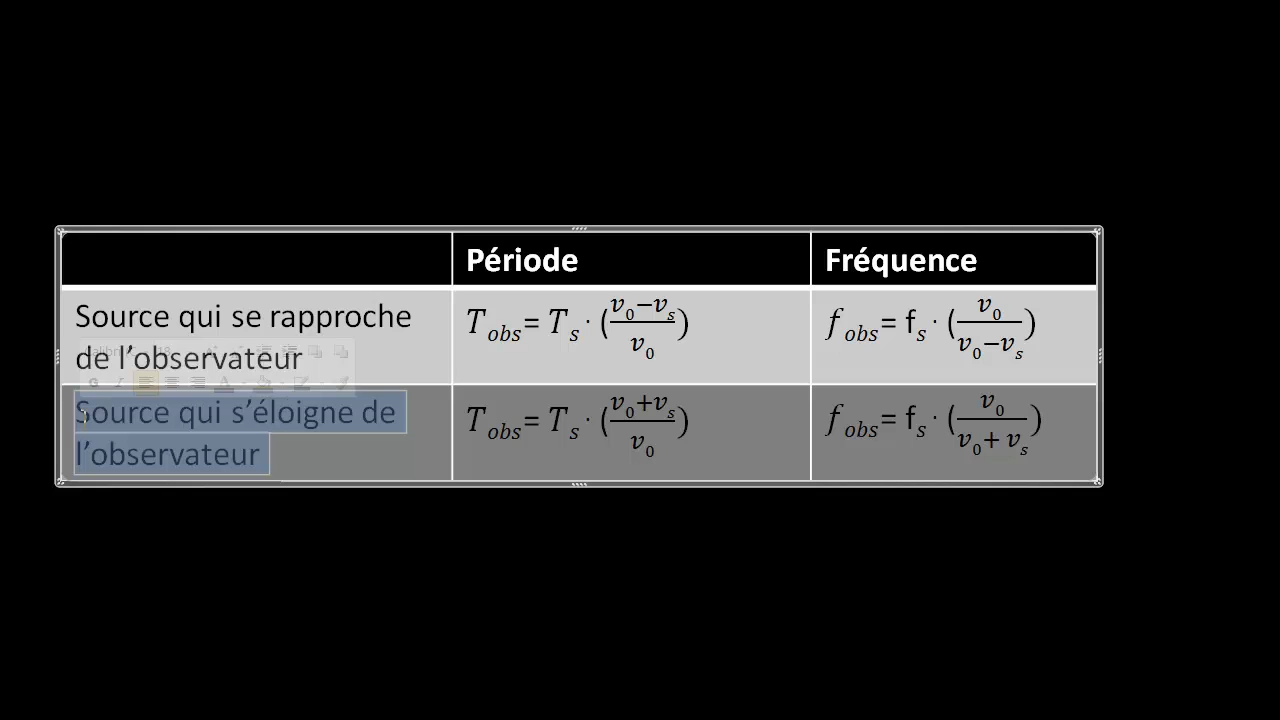 Période Fréquence
Source qui se rapproche
de l’observateur
T_obs= T_s · ((v_0−v_s)/v_0)
f_obs= f_s · (v_0/(v_0−v_s))
Source qui s’éloigne de
l’observateur
T_obs= T_s · ((v_0+v_s)/v_0)
f_obs= f_s · (v_0/(v_0+ v_s))